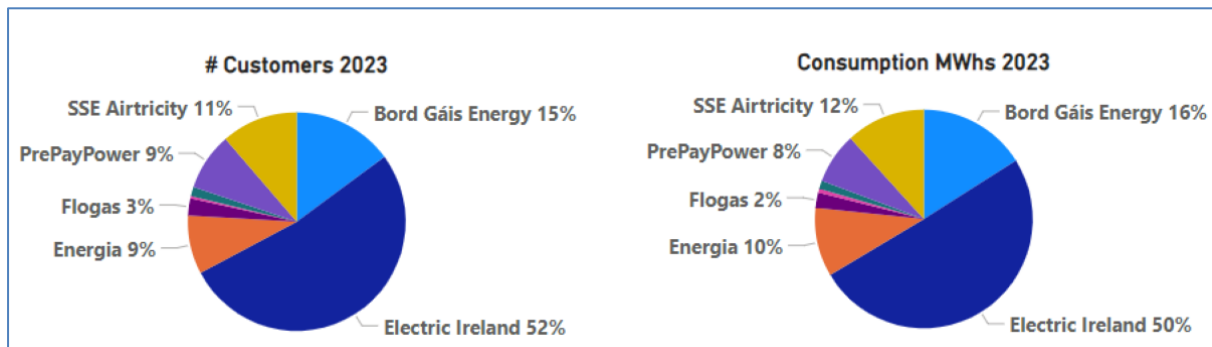 # Customers 2023
SSE Airtricity 11%
Bord Gáis Energy 15%
PrePayPower 9%
Flogas 3%
Energia 9%
Electric Ireland 52%
Consumption MWhs 2023
SSE Airtricity 12%
Bord Gáis Energy 16%
PrePayPower 8%
Flogas 2%
Energia 10%
Electric Ireland 50%